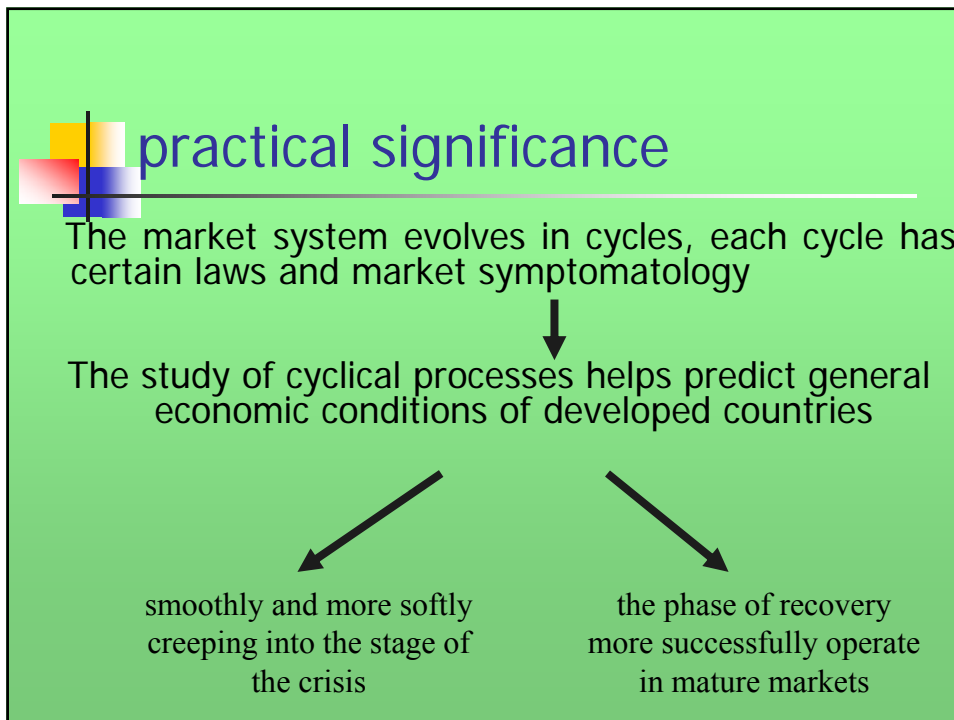 practical significance
The market system evolves in cycles, each cycle has
certain laws and market symptomatology
The study of cyclical processes helps predict general
economic conditions of developed countries
smoothly and more softly
creeping into the stage of
the crisis
the phase of recovery
more successfully operate
in mature markets